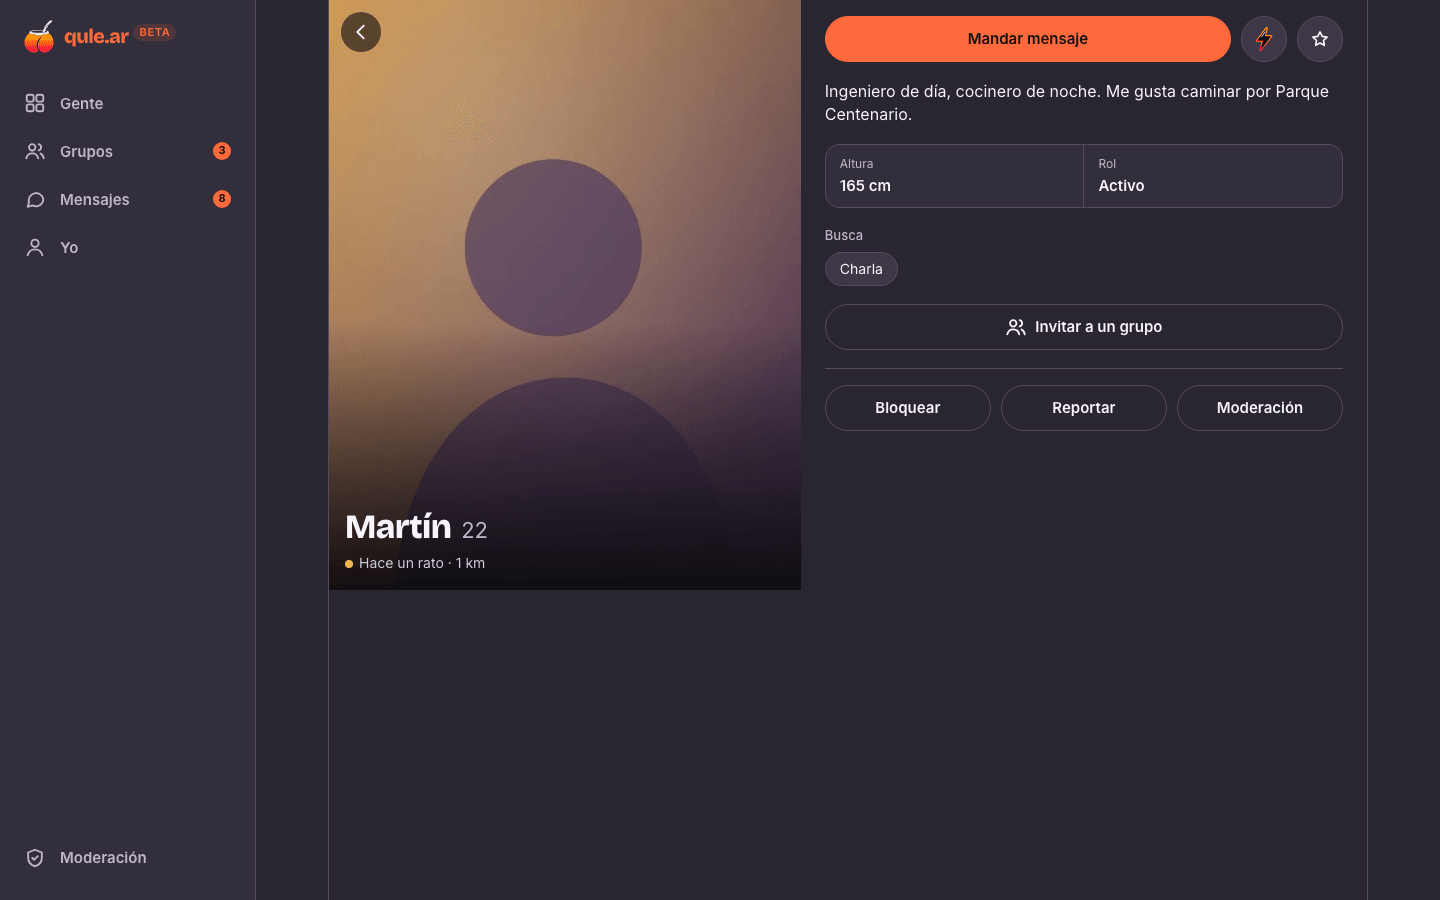 qule.ar BETA
Gente
Grupos 3
Mensajes 8
Yo
Moderación
Martín 22
Hace un rato · 1 km
Mandar mensaje
Ingeniero de día, cocinero de noche. Me gusta caminar por Parque
Centenario.
Altura
165 cm
Rol
Activo
Busca
Charla
Invitar a un grupo
Bloquear
Reportar
Moderación